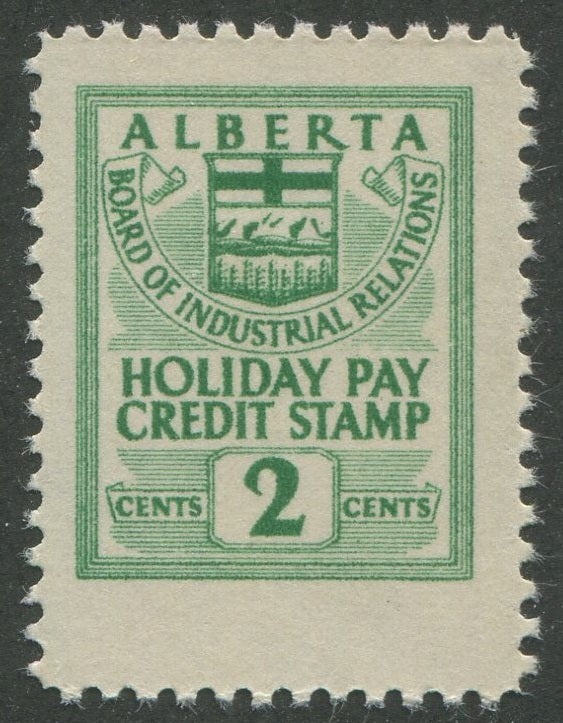 ALBERTA
BOARD OF INDUSTRIAL RELATIONS
HOLIDAY PAY
CREDIT STAMP
CENTS 2 CENTS